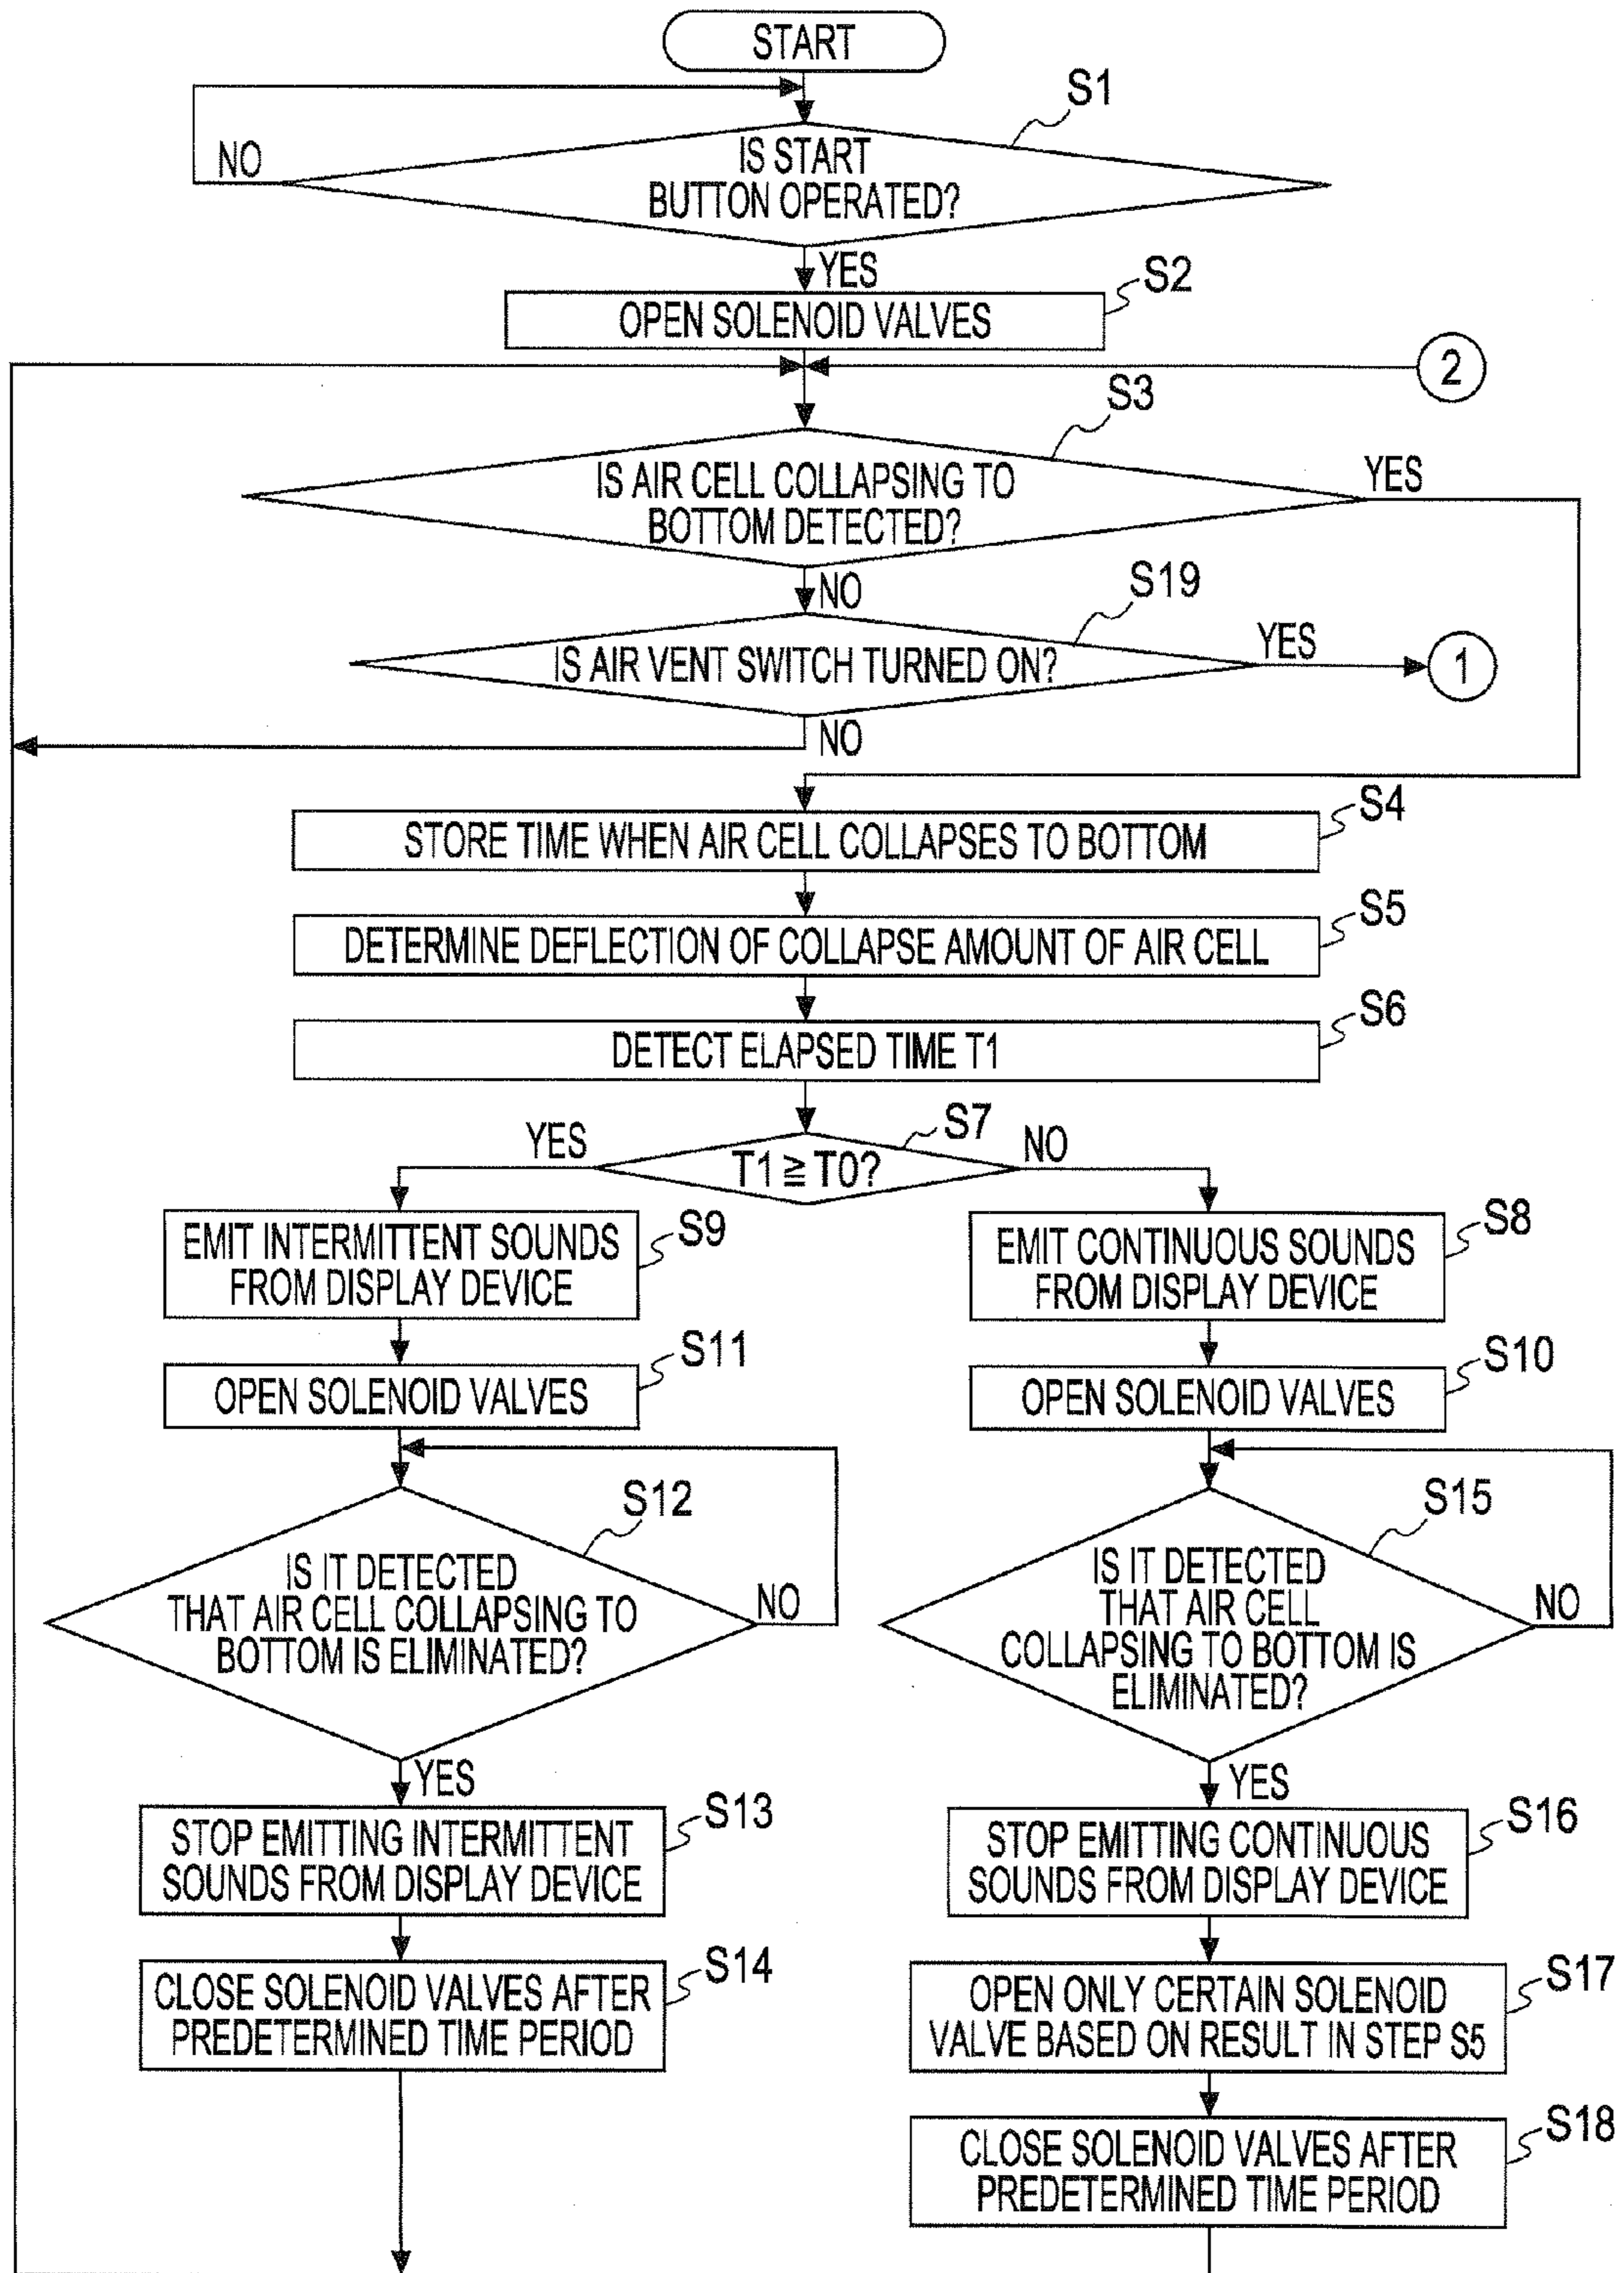 START
S1
NO
IS START
BUTTON OPERATED?
YES
S2
OPEN SOLENOID VALVES
2
S3
IS AIR CELL COLLAPSING TO
BOTTOM DETECTED?
YES
NO
S19
IS AIR VENT SWITCH TURNED ON?
YES
1
NO
S4
STORE TIME WHEN AIR CELL COLLAPSES TO BOTTOM
S5
DETERMINE DEFLECTION OF COLLAPSE AMOUNT OF AIR CELL
S6
DETECT ELAPSED TIME T1
S7
YES
T1 ≧ T0?
NO
S9
EMIT INTERMITTENT SOUNDS
FROM DISPLAY DEVICE
S8
EMIT CONTINUOUS SOUNDS
FROM DISPLAY DEVICE
S11
OPEN SOLENOID VALVES
S10
OPEN SOLENOID VALVES
S12
IS IT DETECTED
THAT AIR CELL COLLAPSING TO
BOTTOM IS ELIMINATED?
NO
S15
IS IT DETECTED
THAT AIR CELL
COLLAPSING TO BOTTOM IS
ELIMINATED?
NO
YES
YES
S13
STOP EMITTING INTERMITTENT
SOUNDS FROM DISPLAY DEVICE
S16
STOP EMITTING CONTINUOUS
SOUNDS FROM DISPLAY DEVICE
S14
CLOSE SOLENOID VALVES AFTER
PREDETERMINED TIME PERIOD
S17
OPEN ONLY CERTAIN SOLENOID
VALVE BASED ON RESULT IN STEP S5
S18
CLOSE SOLENOID VALVES AFTER
PREDETERMINED TIME PERIOD